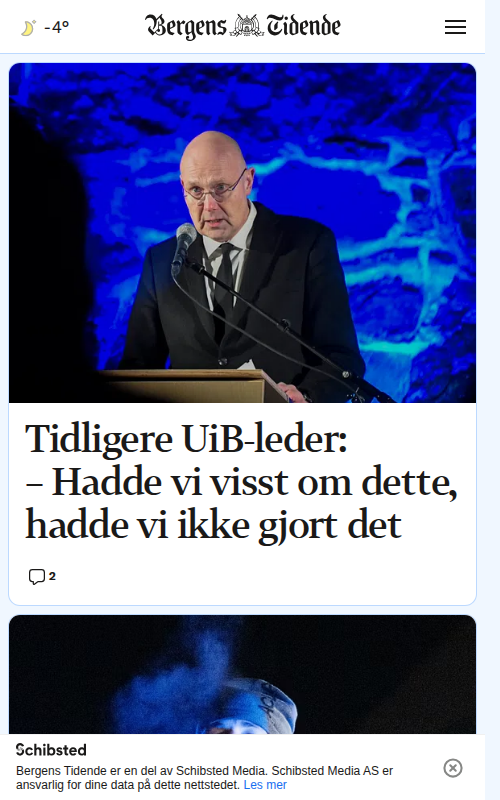 -4°
Bergens Tidende
Tidligere UiB-leder:
– Hadde vi visst om dette,
hadde vi ikke gjort det
2
Schibsted
Bergens Tidende er en del av Schibsted Media. Schibsted Media AS er
ansvarlig for dine data på dette nettstedet. Les mer